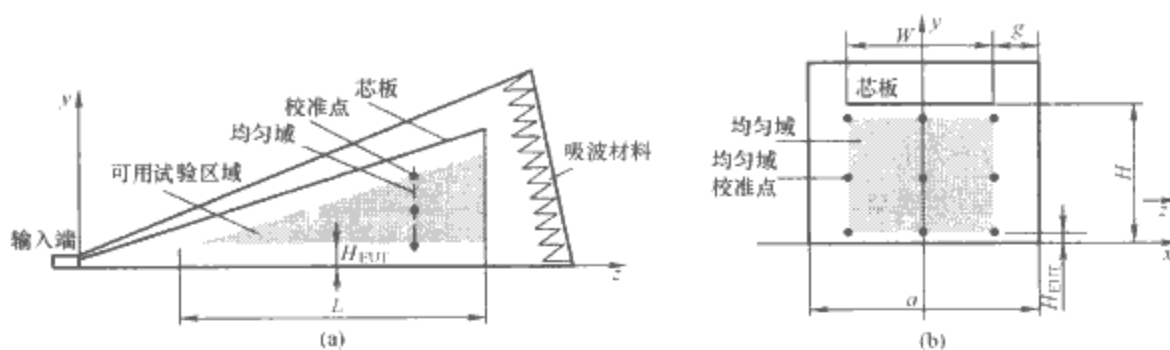 y
芯板
校准点
均匀域
可用试验区域
吸波材料
输入端
H_EUT
z
L
(a)
W
y
g
芯板
均匀域
均匀域
校准点
H
z
x
H_EUT
a
(b)